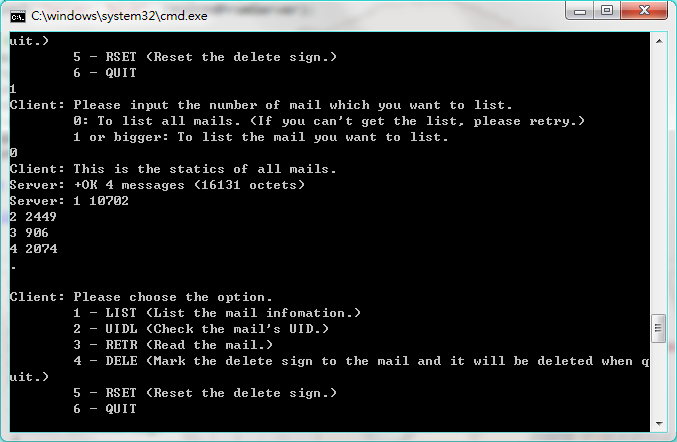 C:\windows\system32\cmd.exe
uit.)
5 - RSET (Reset the delete sign.)
6 - QUIT
1
Client: Please input the number of mail which you want to list.
0: To list all mails. (If you can't get the list, please retry.)
1 or bigger: To list the mail you want to list.
0
Client: This is the statics of all mails.
Server: +OK 4 messages (16131 octets)
Server: 1 10702
2 2449
3 906
4 2074
.
Client: Please choose the option.
1 - LIST (List the mail infomation.)
2 - UIDL (Check the mail's UID.)
3 - RETR (Read the mail.)
4 - DELE (Mark the delete sign to the mail and it will be deleted when q
uit.)
5 - RSET (Reset the delete sign.)
6 - QUIT